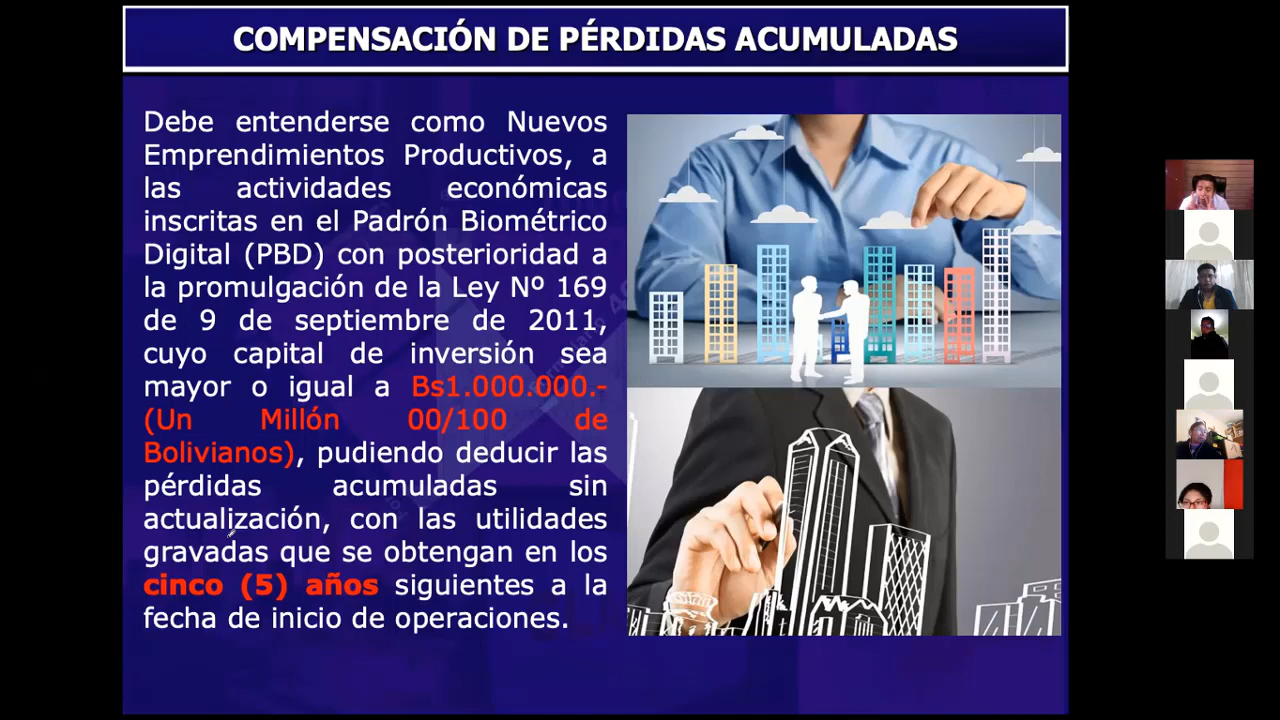 COMPENSACIÓN DE PÉRDIDAS ACUMULADAS
Debe entenderse como Nuevos
Emprendimientos Productivos, a
las actividades económicas
inscritas en el Padrón Biométrico
Digital (PBD) con posterioridad a
la promulgación de la Ley Nº 169
de 9 de septiembre de 2011,
cuyo capital de inversión sea
mayor o igual a Bs1.000.000.-
(Un Millón 00/100 de
Bolivianos), pudiendo deducir las
pérdidas acumuladas sin
actualización, con las utilidades
gravadas que se obtengan en los
cinco (5) años siguientes a la
fecha de inicio de operaciones.